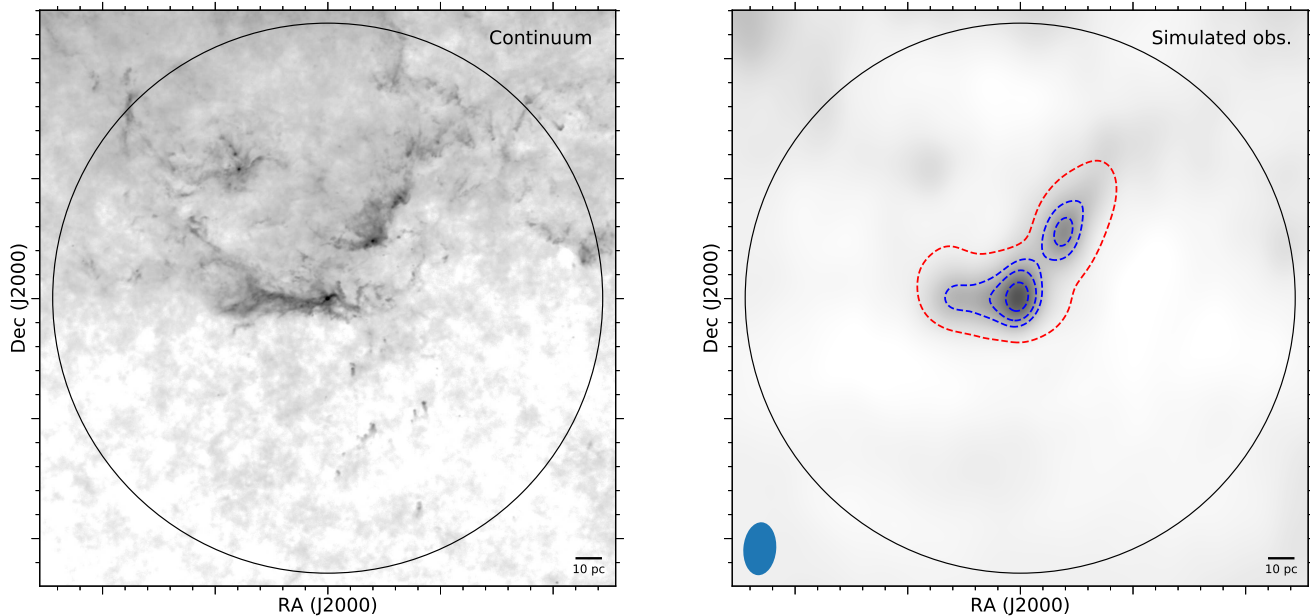 Continuum
Dec (J2000)
10 pc
RA (J2000)
Simulated obs.
Dec (J2000)
10 pc
RA (J2000)